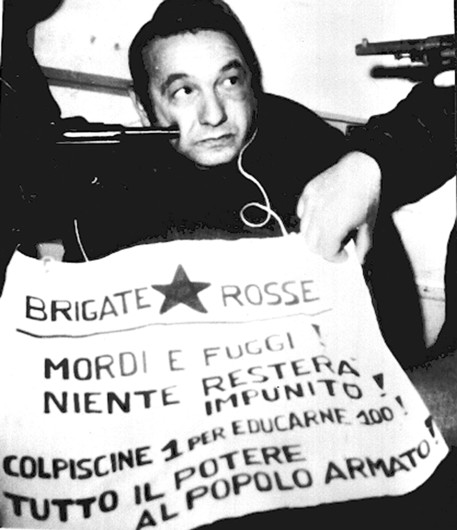 BRIGATE ROSSE
MORDI E FUGGI!
NIENTE RESTERÀ
IMPUNITO!
COLPISCINE 1 PER EDUCARNE 100!
TUTTO IL POTERE
AL POPOLO ARMATO!